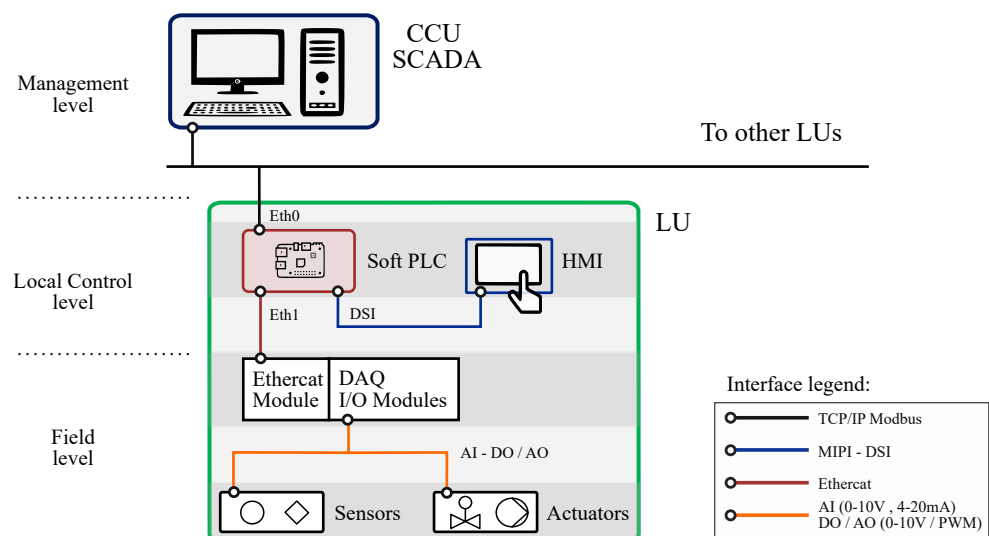 CCU
SCADA
Management
level
To other LUs
Eth0
LU
Soft PLC
HMI
Local Control
level
Eth1
DSI
Ethercat
Module
DAQ
I/O Modules
Interface legend:
TCP/IP Modbus
Field
level
AI - DO / AO
MIPI - DSI
Ethercat
AI (0-10V , 4-20mA)
DO / AO (0-10V / PWM)
Sensors
Actuators